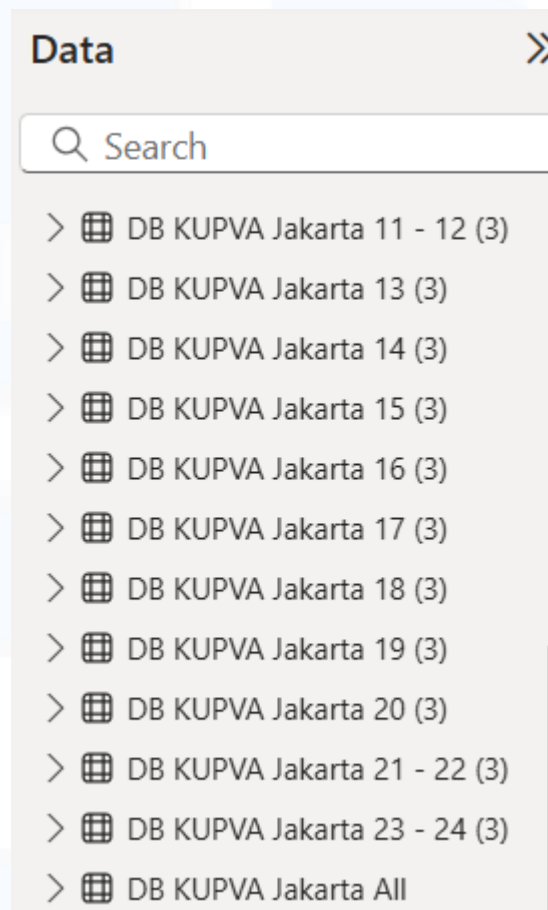 Data
Search
DB KUPVA Jakarta 11 - 12 (3)
DB KUPVA Jakarta 13 (3)
DB KUPVA Jakarta 14 (3)
DB KUPVA Jakarta 15 (3)
DB KUPVA Jakarta 16 (3)
DB KUPVA Jakarta 17 (3)
DB KUPVA Jakarta 18 (3)
DB KUPVA Jakarta 19 (3)
DB KUPVA Jakarta 20 (3)
DB KUPVA Jakarta 21 - 22 (3)
DB KUPVA Jakarta 23 - 24 (3)
DB KUPVA Jakarta All